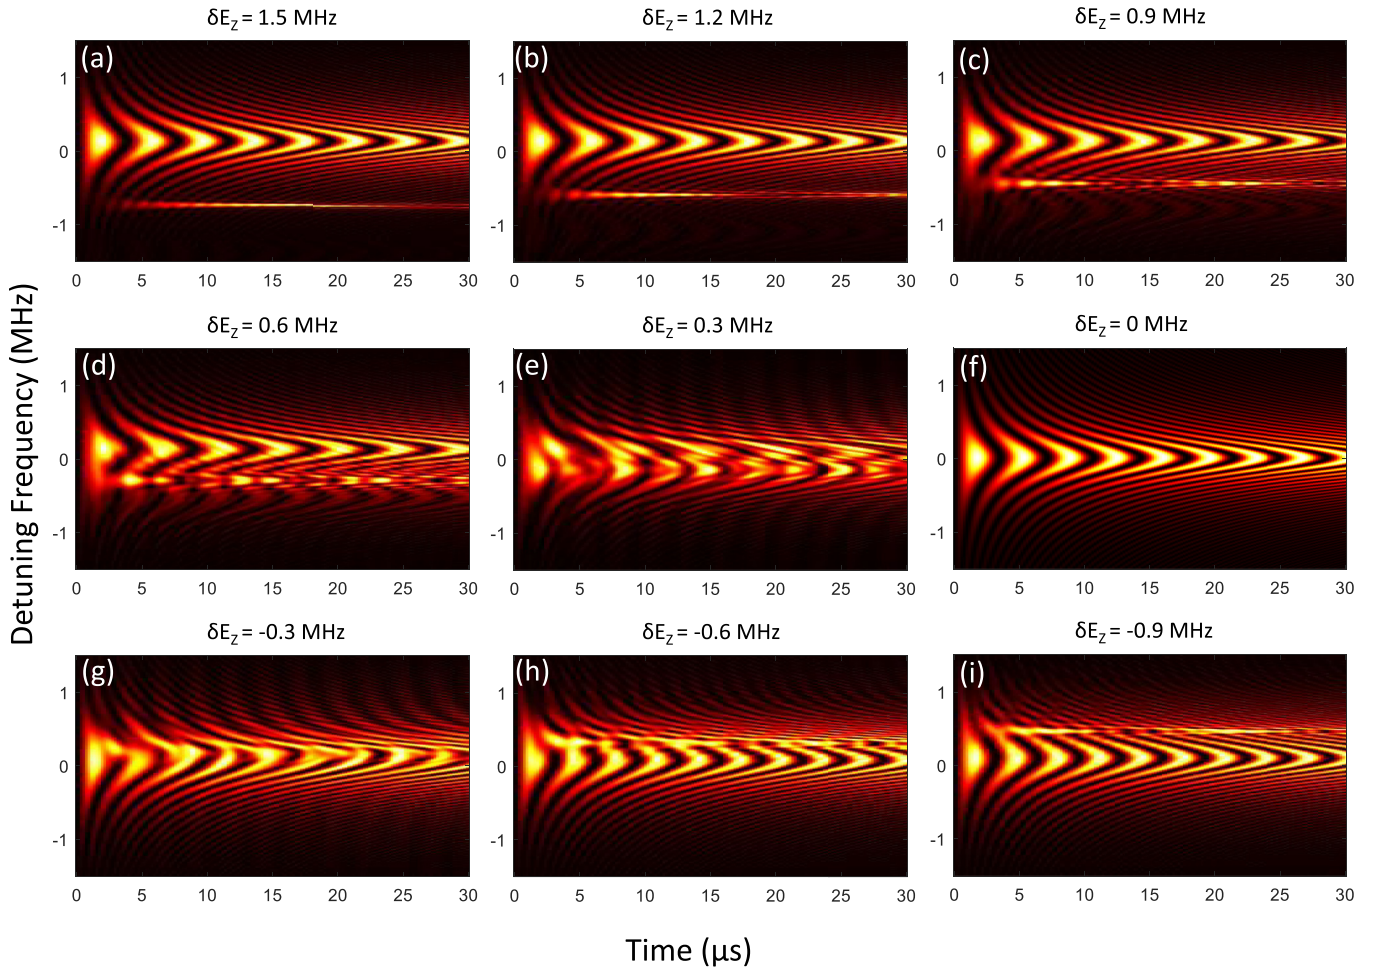 δE_Z = 1.5 MHz δE_Z = 1.2 MHz δE_Z = 0.9 MHz
(a) (b) (c)
1 1 1
0 0 0
-1 -1 -1
0 5 10 15 20 25 30 0 5 10 15 20 25 30 0 5 10 15 20 25 30
δE_Z = 0.6 MHz δE_Z = 0.3 MHz δE_Z = 0 MHz
(d) (e) (f)
1 1 1
0 0 0
-1 -1 -1
0 5 10 15 20 25 30 0 5 10 15 20 25 30 0 5 10 15 20 25 30
δE_Z = -0.3 MHz δE_Z = -0.6 MHz δE_Z = -0.9 MHz
(g) (h) (i)
1 1 1
0 0 0
-1 -1 -1
0 5 10 15 20 25 30 0 5 10 15 20 25 30 0 5 10 15 20 25 30
Detuning Frequency (MHz)
Time (μs)